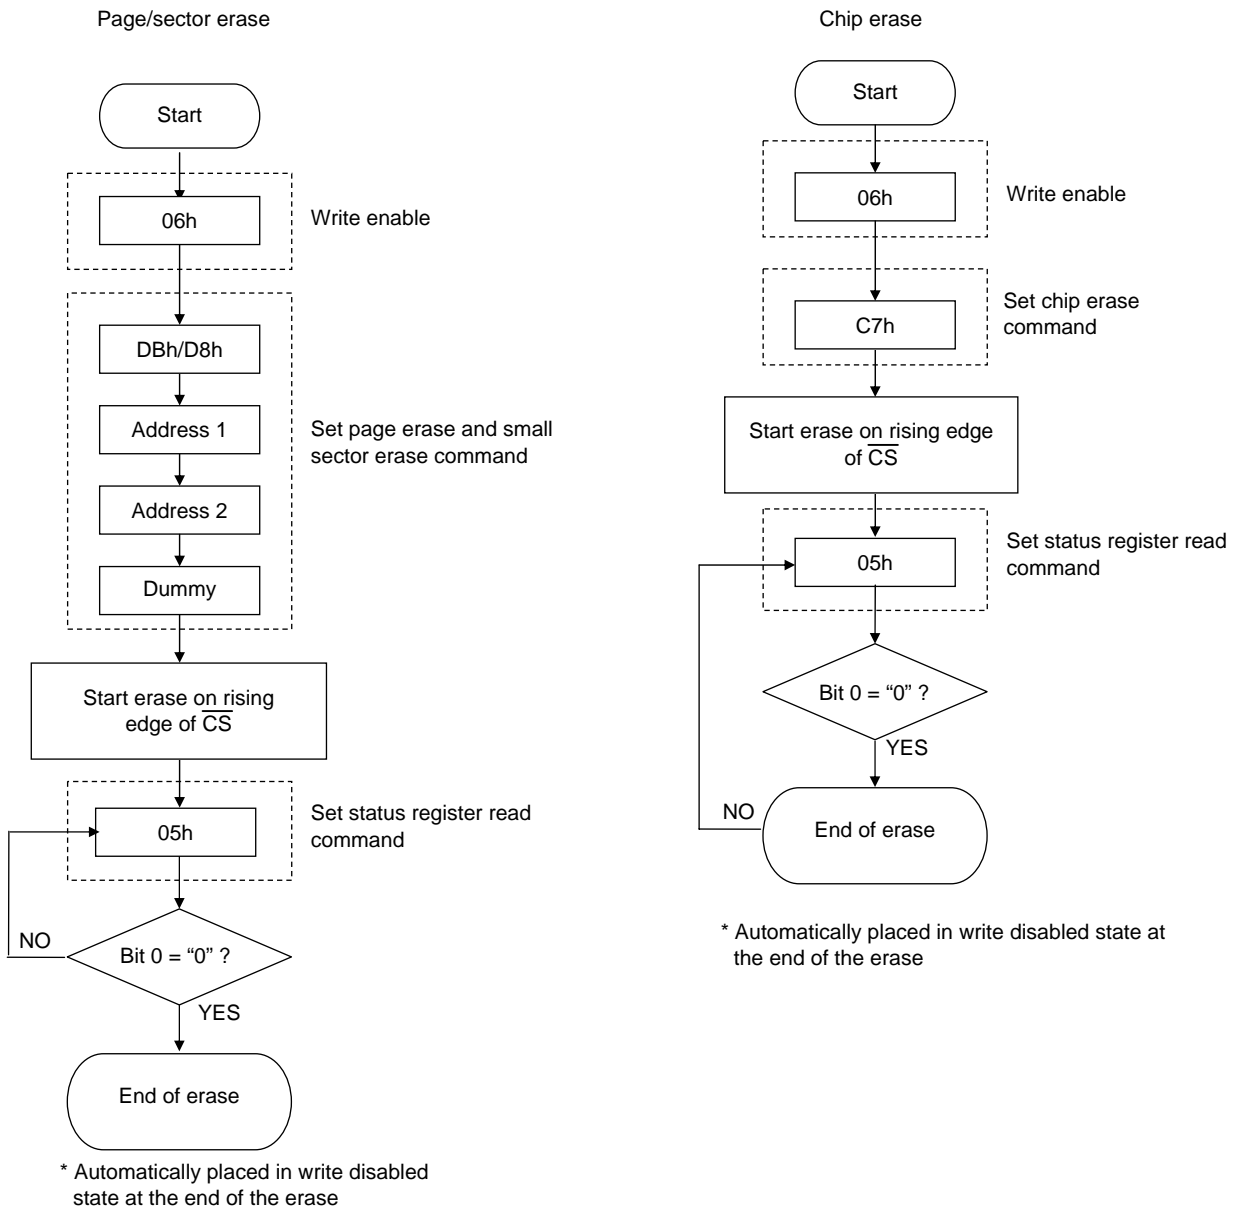 Page/sector erase
Start
06h
Write enable
DBh/D8h
Address 1
Address 2
Dummy
Set page erase and small
sector erase command
Start erase on rising
edge of CS
05h
Set status register read
command
NO
Bit 0 = “0” ?
YES
End of erase
* Automatically placed in write disabled
state at the end of the erase
Chip erase
Start
06h
Write enable
C7h
Set chip erase
command
Start erase on rising edge
of CS
05h
Set status register read
command
Bit 0 = “0” ?
YES
NO
End of erase
* Automatically placed in write disabled state at
the end of the erase